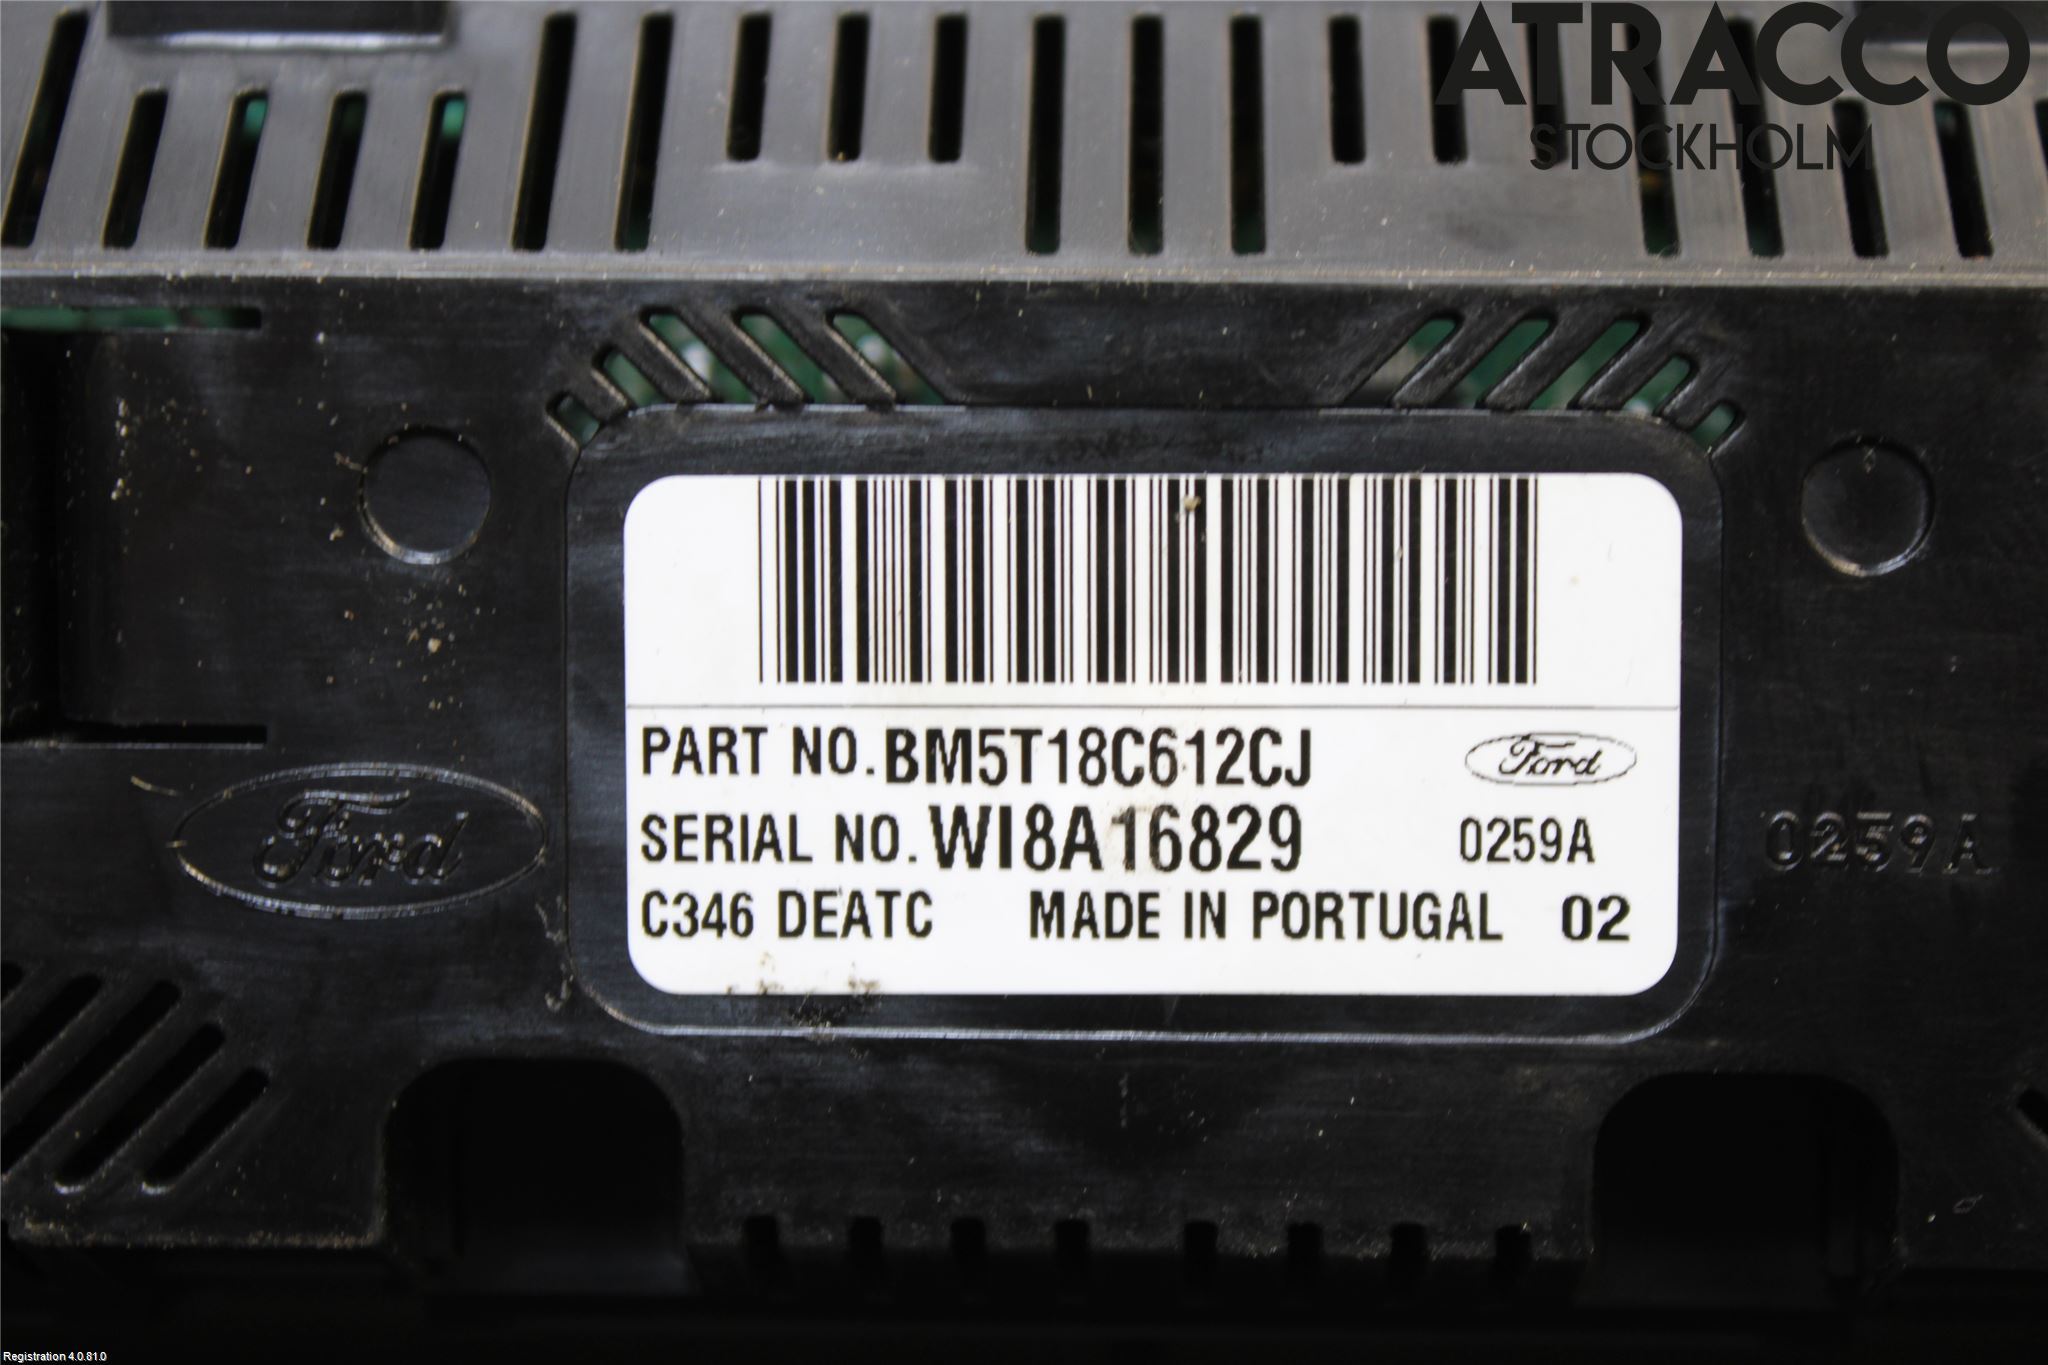 ATRACCO
STOCKHOLM
PART NO.BM5T18C612CJ
Ford
SERIAL NO.WI8A16829 0259A
C346 DEATC MADE IN PORTUGAL 02
Ford
0259A
Registration 4.0.81.0